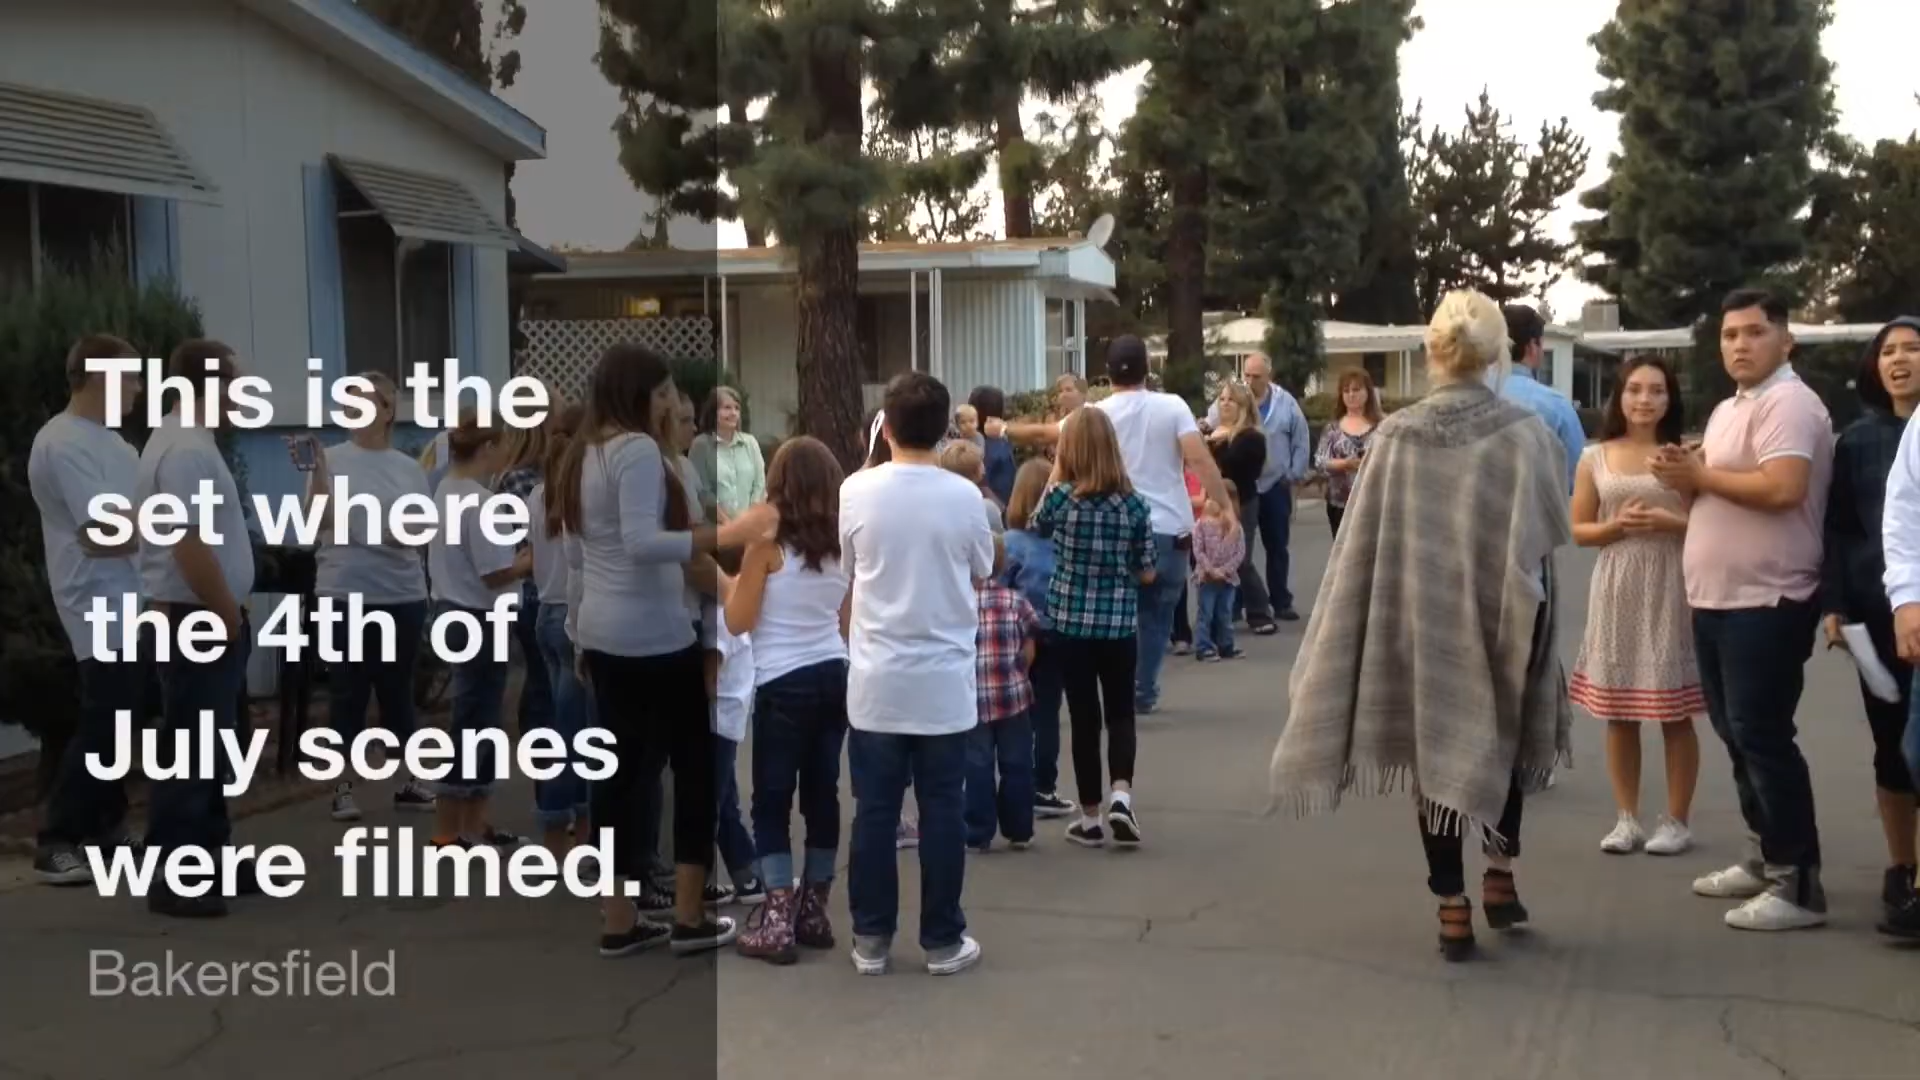 This is the
set where
the 4th of
July scenes
were filmed.
Bakersfield